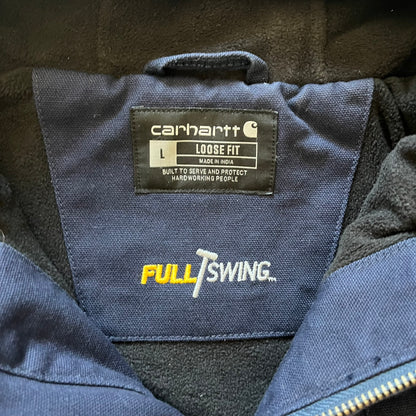 carhartt
L LOOSE FIT
MADE IN INDIA
BUILT TO SERVE AND PROTECT
HARDWORKING PEOPLE
FULL SWING